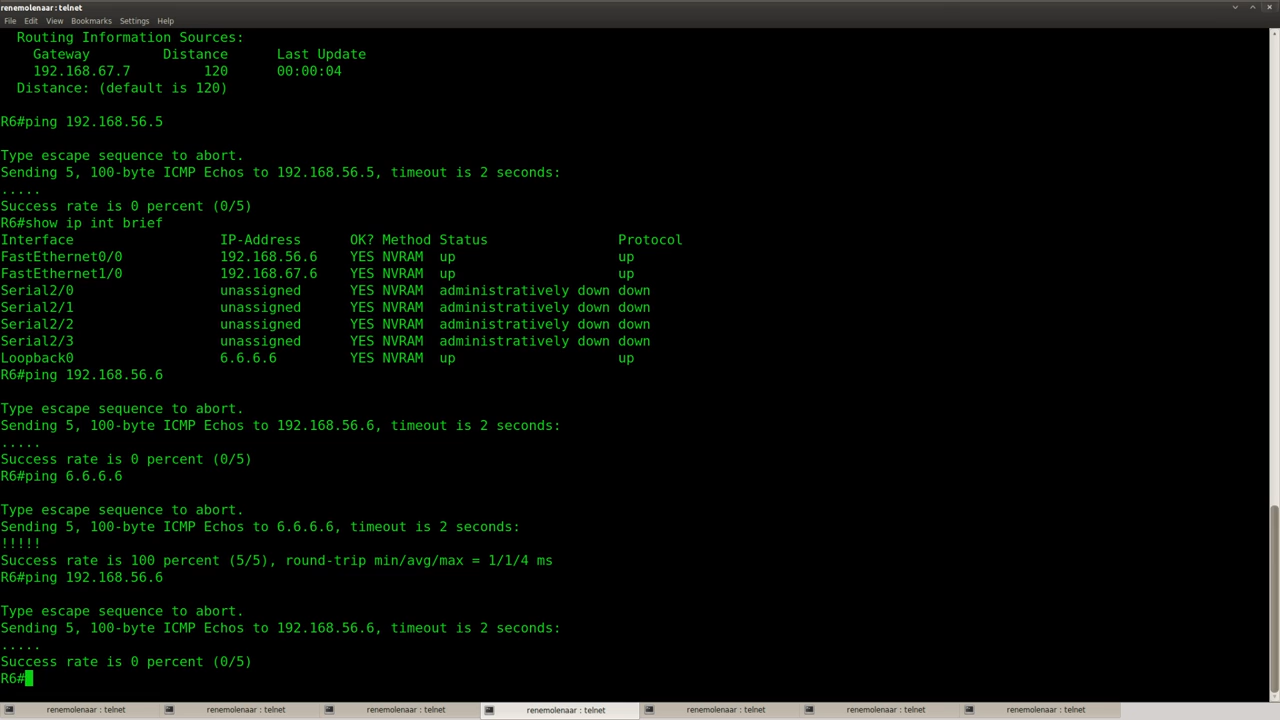 renemolenaar : telnet
File Edit View Bookmarks Settings Help
Routing Information Sources:
Gateway Distance Last Update
192.168.67.7 120 00:00:04
Distance: (default is 120)
R6#ping 192.168.56.5
Type escape sequence to abort.
Sending 5, 100-byte ICMP Echos to 192.168.56.5, timeout is 2 seconds:
.....
Success rate is 0 percent (0/5)
R6#show ip int brief
Interface IP-Address OK? Method Status Protocol
FastEthernet0/0 192.168.56.6 YES NVRAM up up
FastEthernet1/0 192.168.67.6 YES NVRAM up up
Serial2/0 unassigned YES NVRAM administratively down down
Serial2/1 unassigned YES NVRAM administratively down down
Serial2/2 unassigned YES NVRAM administratively down down
Serial2/3 unassigned YES NVRAM administratively down down
Loopback0 6.6.6.6 YES NVRAM up up
R6#ping 192.168.56.6
Type escape sequence to abort.
Sending 5, 100-byte ICMP Echos to 192.168.56.6, timeout is 2 seconds:
.....
Success rate is 0 percent (0/5)
R6#ping 6.6.6.6
Type escape sequence to abort.
Sending 5, 100-byte ICMP Echos to 6.6.6.6, timeout is 2 seconds:
!!!!!
Success rate is 100 percent (5/5), round-trip min/avg/max = 1/1/4 ms
R6#ping 192.168.56.6
Type escape sequence to abort.
Sending 5, 100-byte ICMP Echos to 192.168.56.6, timeout is 2 seconds:
.....
Success rate is 0 percent (0/5)
R6#
renemolenaar : telnet renemolenaar : telnet renemolenaar : telnet renemolenaar : telnet renemolenaar : telnet renemolenaar : telnet renemolenaar : telnet